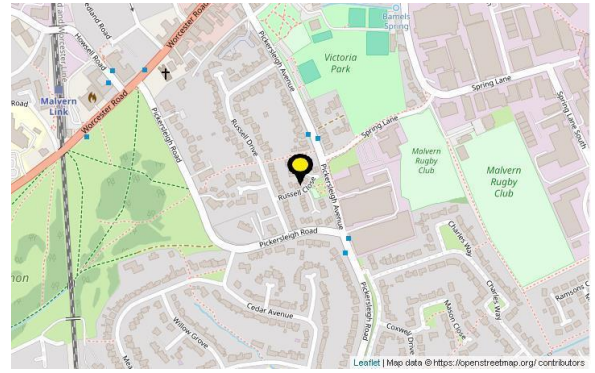 Bamels
Spring
Victoria
Park
Worcester Road
Howsell Road
Pickersleigh Avenue
Malvern
Link
Road
Worcester Road
Pickersleigh Road
Russell Drive
Spring Lane
Spring Lane
Spring Lane South
Malvern
Rugby
Club
Malvern
Rugby
Club
Russell Close
Pickersleigh Avenue
Pickersleigh Road
Charles Way
Charles Way
Cedar Avenue
Willow Grove
Pickersleigh Road
Mason Close
Coxwell Drive
Leaflet | Map data © https://openstreetmap.org/ contributors